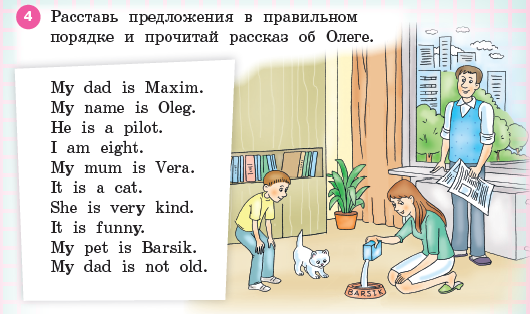 4 Расставь предложения в правильном
порядке и прочитай рассказ об Олеге.
My dad is Maxim.
My name is Oleg.
He is a pilot.
I am eight.
My mum is Vera.
It is a cat.
She is very kind.
It is funny.
My pet is Barsik.
My dad is not old.
BARSIK